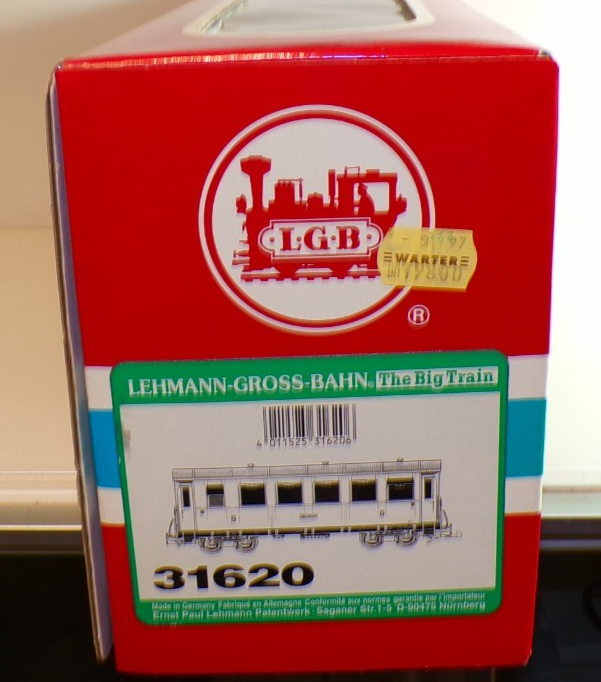 L·G·B
=WARTER=
®
LEHMANN-GROSS-BAHN® The Big Train
4 011525 316206
31620
Made in Germany Fabriqué en Allemagne Conformité aux normes garantie par l'importateur
Ernst Paul Lehmann Patentwerk · Saganer Str.1-5 D-90475 Nürnberg